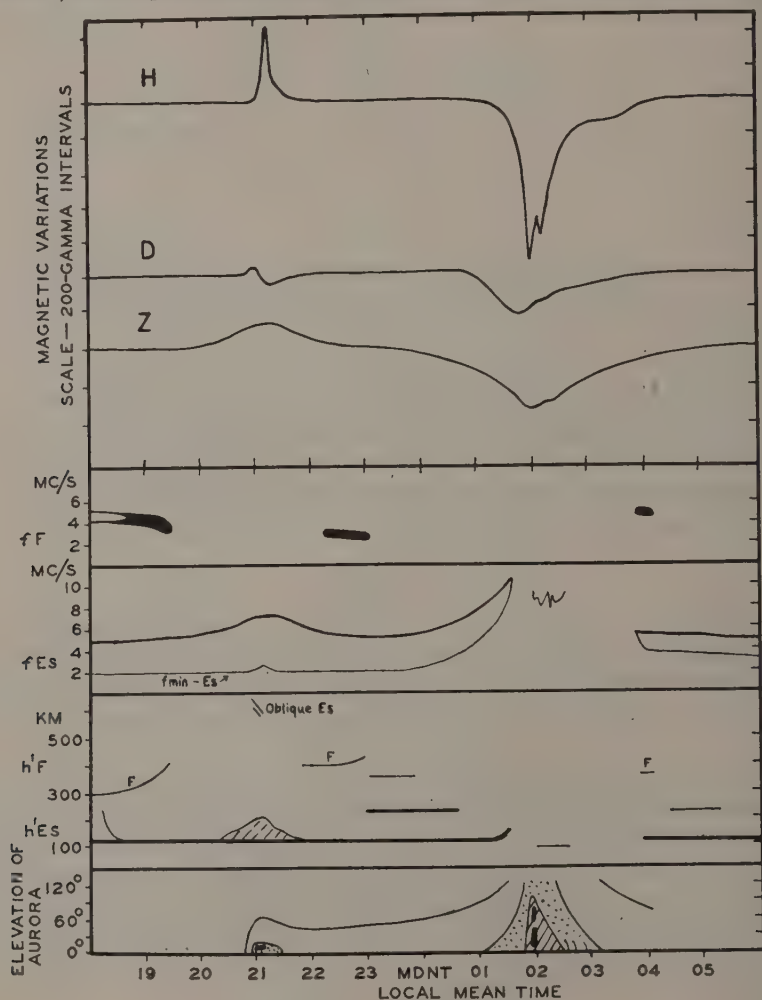 H
D
Z
MAGNETIC VARIATIONS
SCALE — 200-GAMMA INTERVALS
MC/S
6
4
2
fF
MC/S
10
8
6
4
2
fEs
fmin - Es
Oblique Es
KM
500
300
100
h'F
h'Es
F
F
F
ELEVATION OF
AURORA
120°
60°
0°
19 20 21 22 23 MDNT 01 02 03 04 05
LOCAL MEAN TIME